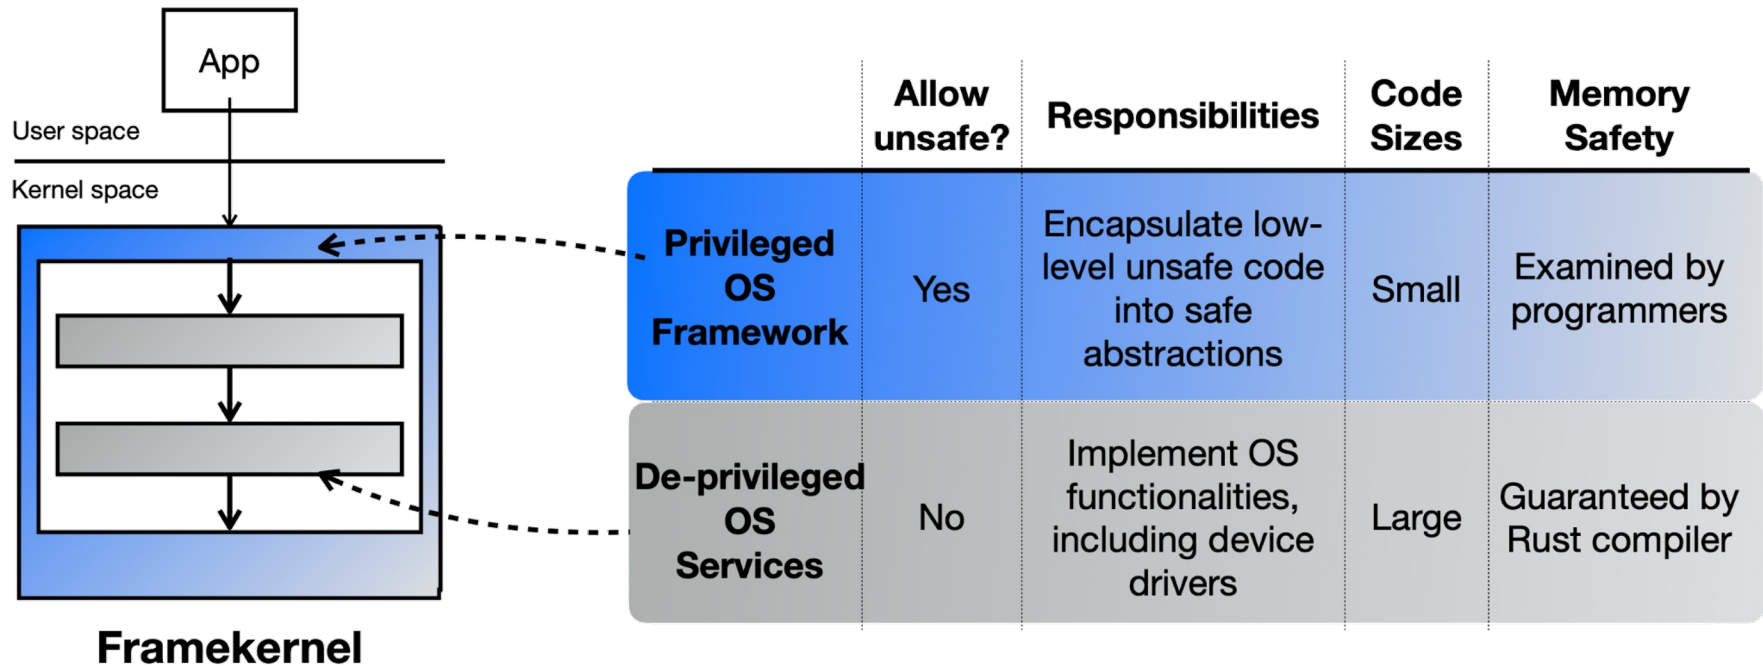 App
User space
Kernel space
Framekernel
Allow
unsafe?
Responsibilities
Code
Sizes
Memory
Safety
Privileged
OS
Framework
Yes
Encapsulate low-
level unsafe code
into safe
abstractions
Small
Examined by
programmers
De-privileged
OS
Services
No
Implement OS
functionalities,
including device
drivers
Large
Guaranteed by
Rust compiler